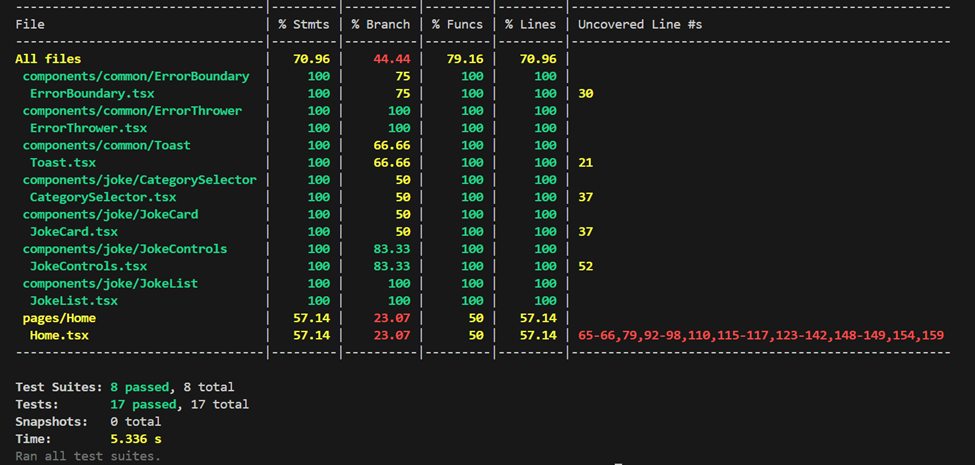 -------------------------------|---------|----------|---------|---------|-------------------------------------------
File                           | % Stmts | % Branch | % Funcs | % Lines | Uncovered Line #s
-------------------------------|---------|----------|---------|---------|-------------------------------------------
All files                      |   70.96 |    44.44 |   79.16 |   70.96 |
 components/common/ErrorBoundary |     100 |       75 |     100 |     100 |
  ErrorBoundary.tsx            |     100 |       75 |     100 |     100 | 30
 components/common/ErrorThrower |     100 |      100 |     100 |     100 |
  ErrorThrower.tsx             |     100 |      100 |     100 |     100 |
 components/common/Toast       |     100 |    66.66 |     100 |     100 |
  Toast.tsx                    |     100 |    66.66 |     100 |     100 | 21
 components/joke/CategorySelector |     100 |       50 |     100 |     100 |
  CategorySelector.tsx         |     100 |       50 |     100 |     100 | 37
 components/joke/JokeCard      |     100 |       50 |     100 |     100 |
  JokeCard.tsx                 |     100 |       50 |     100 |     100 | 37
 components/joke/JokeControls  |     100 |    83.33 |     100 |     100 |
  JokeControls.tsx             |     100 |    83.33 |     100 |     100 | 52
 components/joke/JokeList      |     100 |      100 |     100 |     100 |
  JokeList.tsx                 |     100 |      100 |     100 |     100 |
 pages/Home                    |   57.14 |    23.07 |      50 |   57.14 |
  Home.tsx                     |   57.14 |    23.07 |      50 |   57.14 | 65-66,79,92-98,110,115-117,123-142,148-149,154,159
-------------------------------|---------|----------|---------|---------|-------------------------------------------
Test Suites: 8 passed, 8 total
Tests:       17 passed, 17 total
Snapshots:   0 total
Time:        5.336 s
Ran all test suites.